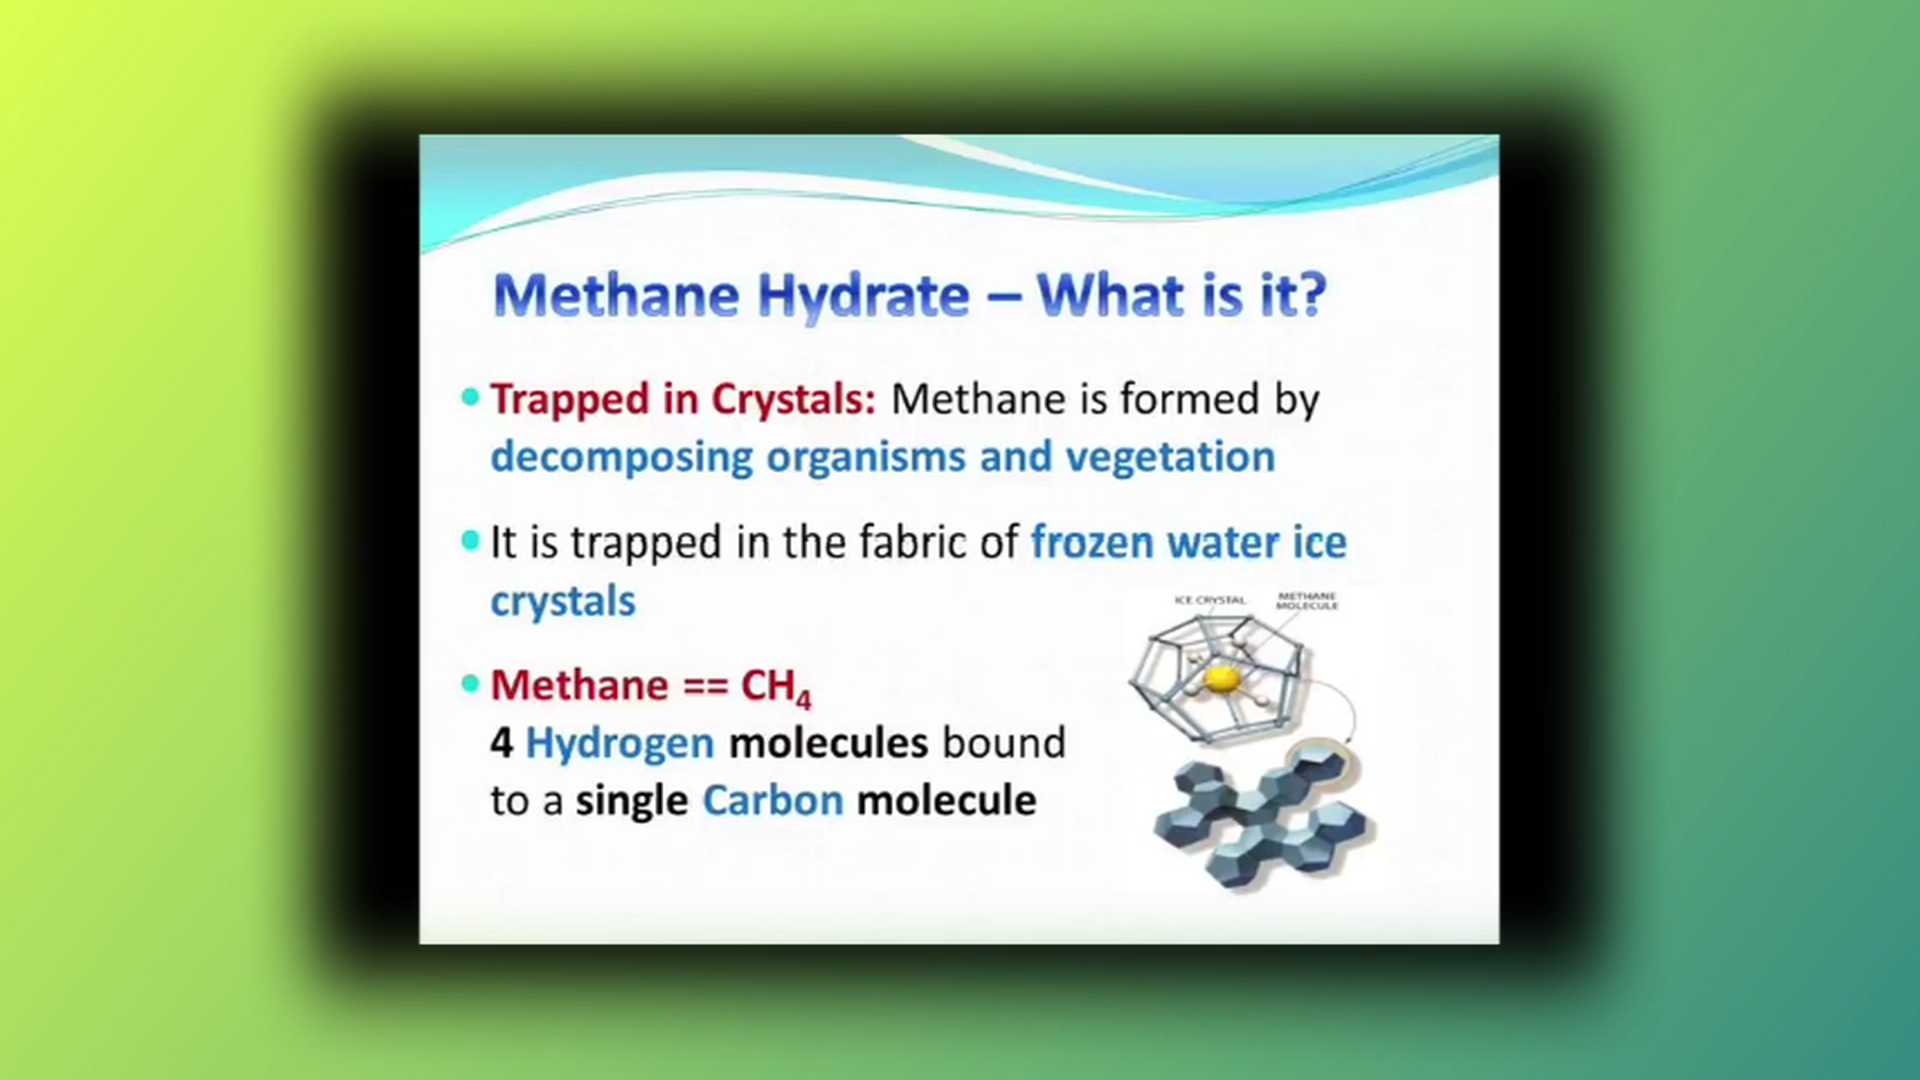 Methane Hydrate – What is it?
Trapped in Crystals: Methane is formed by
decomposing organisms and vegetation
It is trapped in the fabric of frozen water ice
crystals
ICE CRYSTAL
METHANE
MOLECULE
Methane == CH₄
4 Hydrogen molecules bound
to a single Carbon molecule